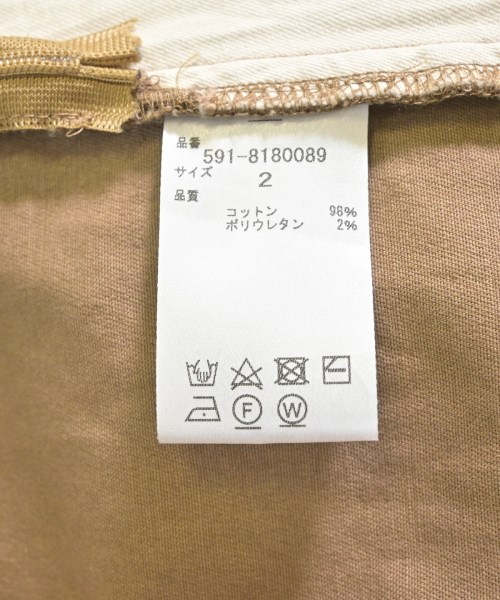 品番
591-8180089
サイズ
2
品質
コットン 98%
ポリウレタン 2%
F W